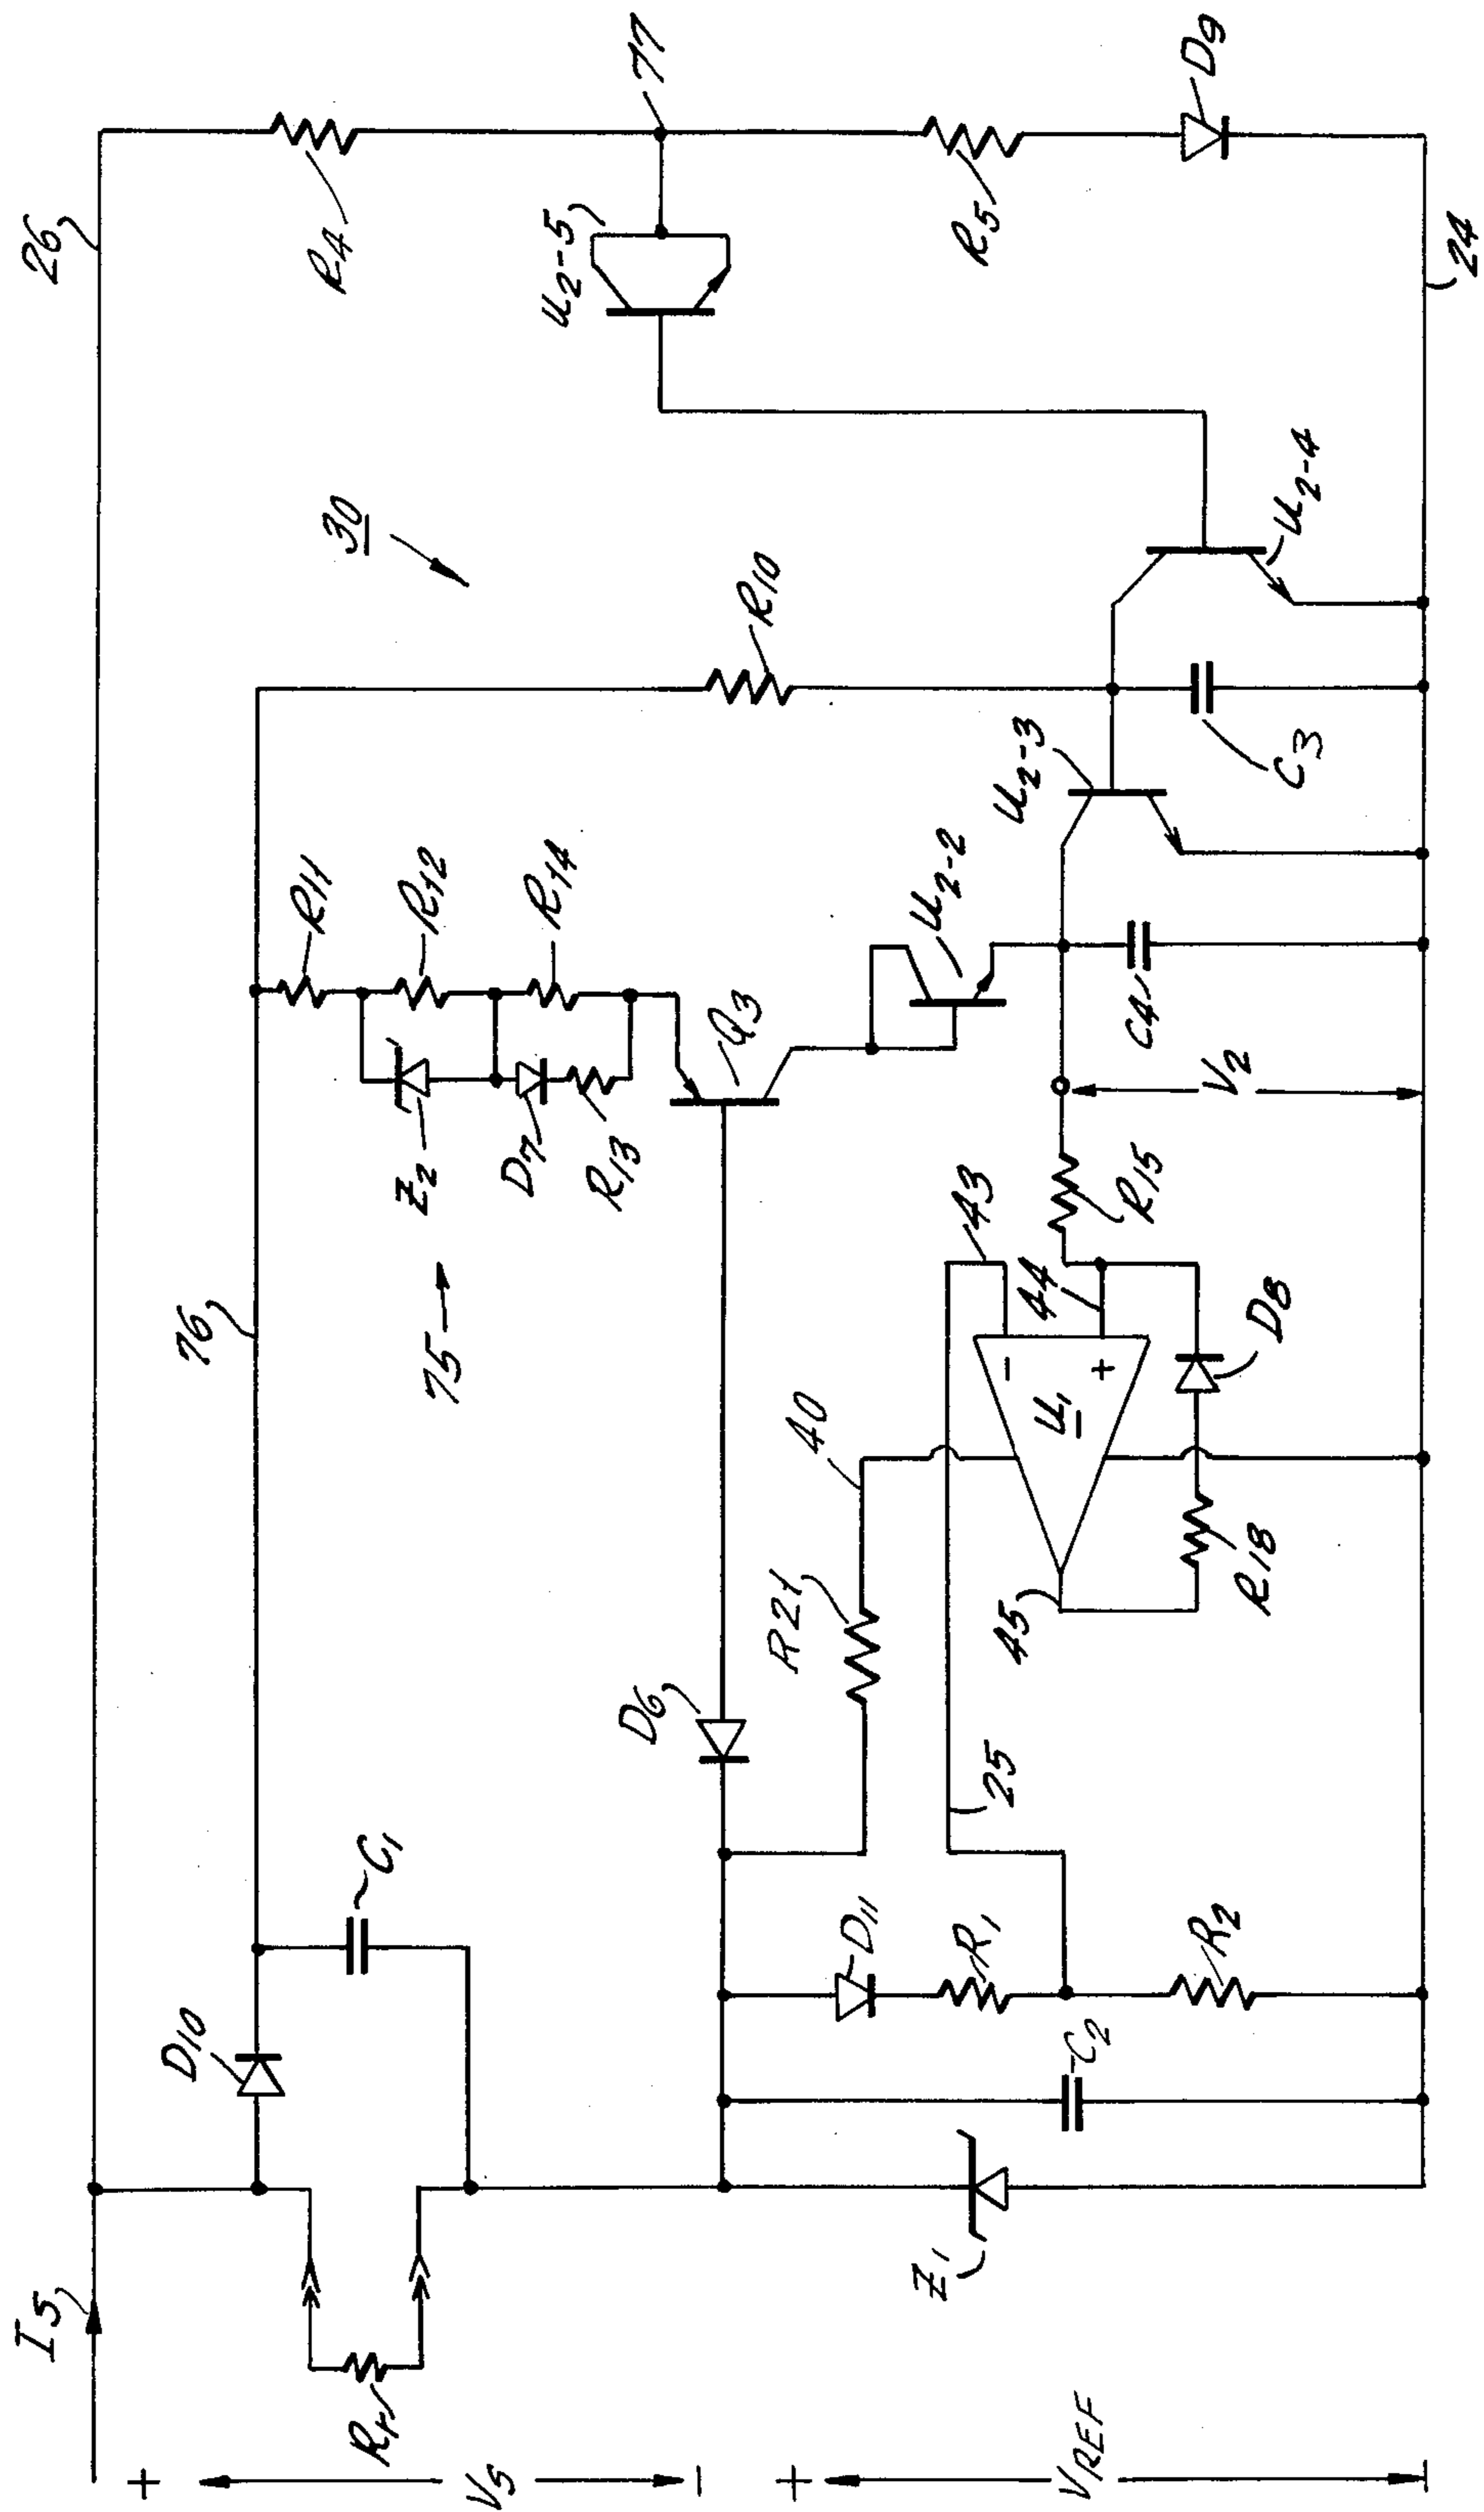 26
R4
77
U2-5
R5
D9
24
30
R10
U2-4
U2-3
C3
R11
R12
R14
U2-2
Q3
C4
Z2
D7
R13
V2
76
75
43
R15
44
D8
40
−
+
U1
R21
45
R18
D6
25
C1
D11
R1
R2
D10
C2
I5
Z1
Rr
+
V5
−
+
VREF
−